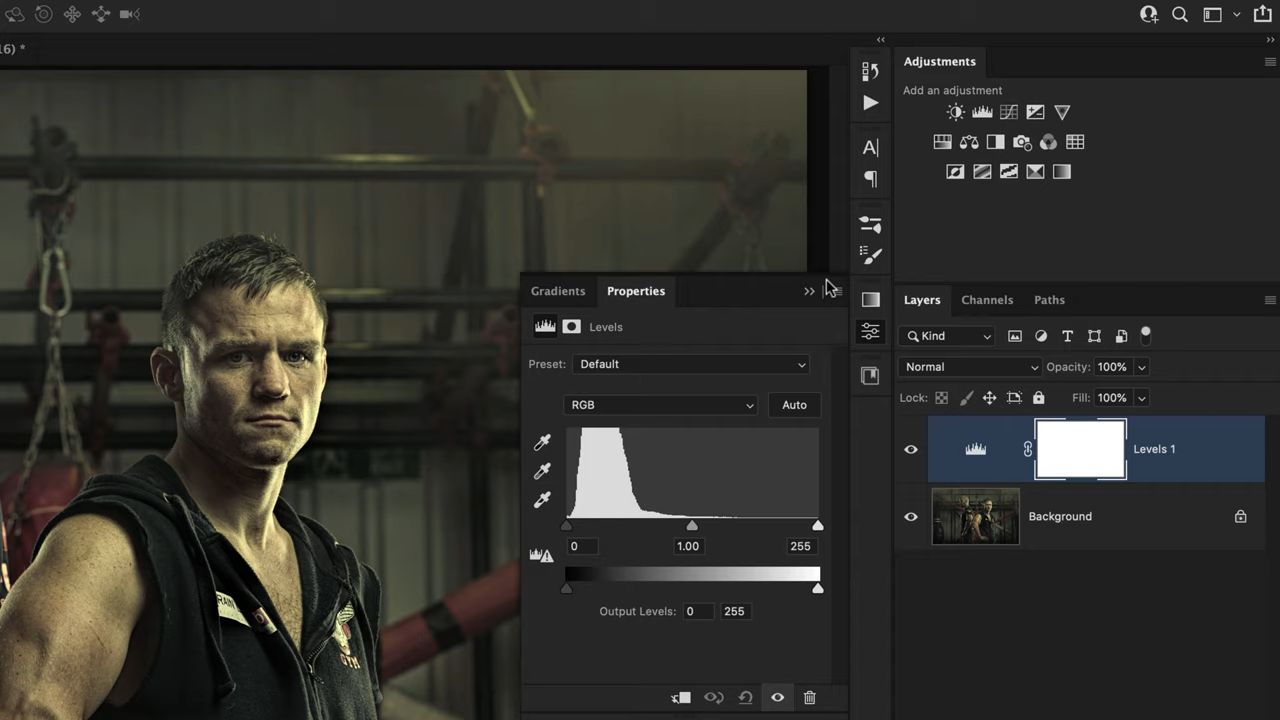 16) *
Adjustments
Add an adjustment
Gradients Properties
Levels
Preset: Default
RGB Auto
0 1.00 255
Output Levels: 0 255
Layers Channels Paths
Kind
Normal Opacity: 100%
Lock: Fill: 100%
Levels 1
Background
GYM